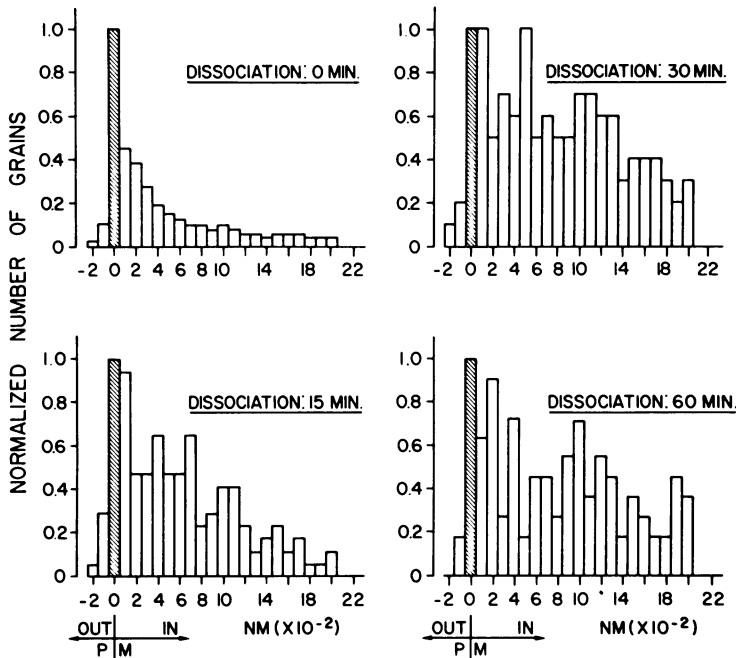 NORMALIZED NUMBER OF GRAINS
1.0
0.8
0.6
0.4
0.2
0
DISSOCIATION: 0 MIN.
-2 0 2 4 6 8 10 14 18 22
1.0
0.8
0.6
0.4
0.2
0
DISSOCIATION: 30 MIN.
-2 0 2 4 6 8 10 14 18 22
1.0
0.8
0.6
0.4
0.2
0
DISSOCIATION: 15 MIN.
-2 0 2 4 6 8 10 14 18 22
OUT IN NM (X10-2)
P M
1.0
0.8
0.6
0.4
0.2
0
DISSOCIATION: 60 MIN.
-2 0 2 4 6 8 10 14 18 22
OUT IN NM (X10-2)
P M